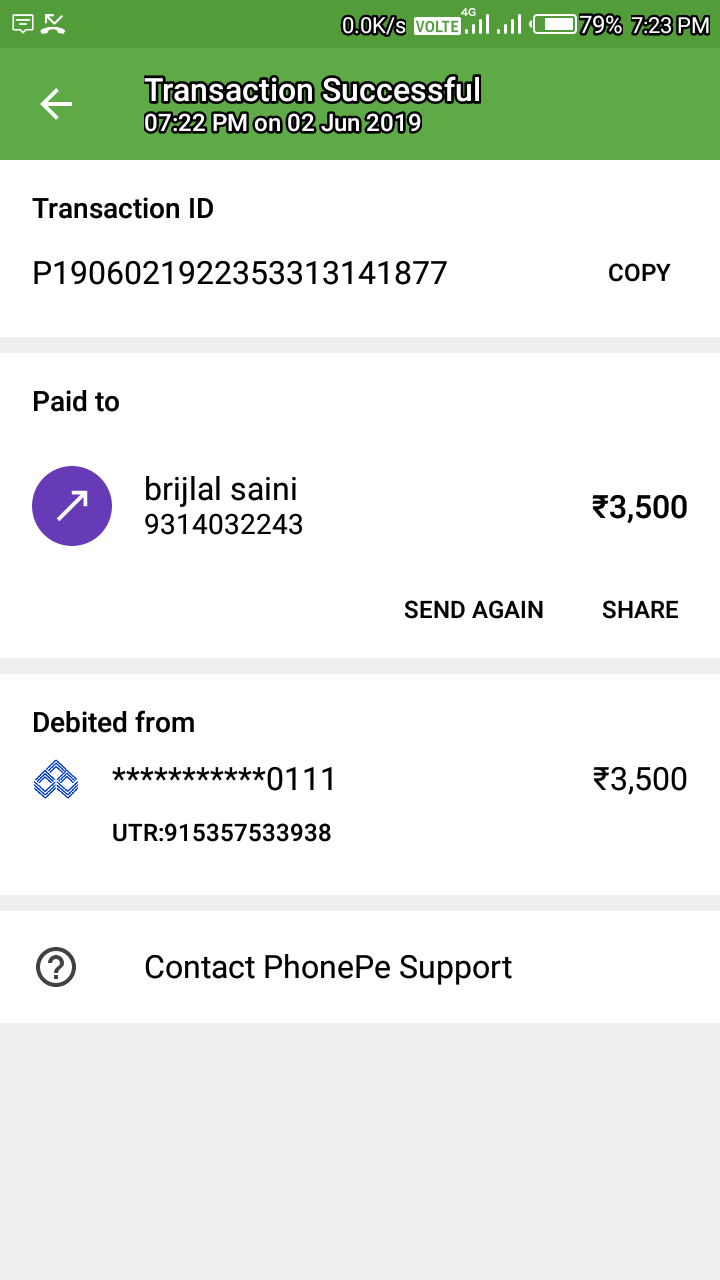 0.0K/s VOLTE 4G 79% 7:23 PM
Transaction Successful
07:22 PM on 02 Jun 2019
Transaction ID
P1906021922353313141877 COPY
Paid to
brijlal saini
9314032243
₹3,500
SEND AGAIN SHARE
Debited from
***********0111 ₹3,500
UTR:915357533938
Contact PhonePe Support